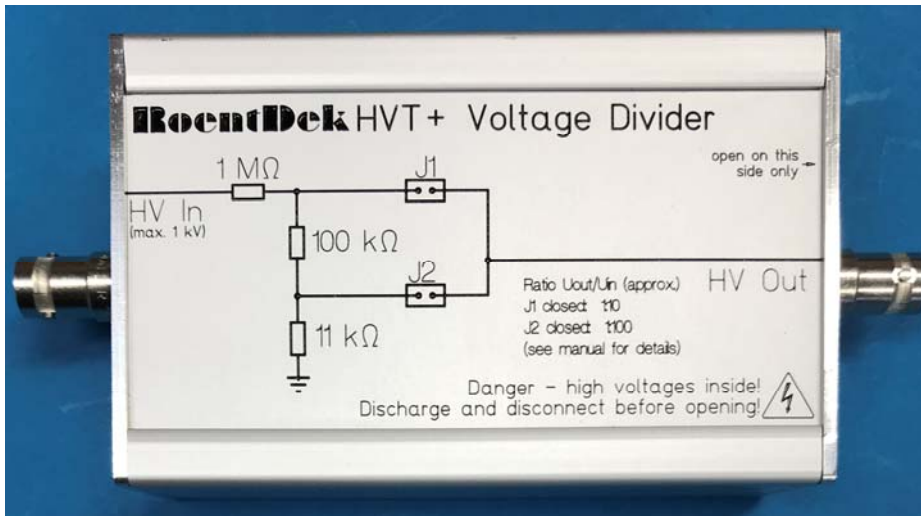 RoentDek HVT+ Voltage Divider
open on this
side only
1 MΩ
J1
HV In
(max. 1 kV)
100 kΩ
J2
HV Out
Ratio Uout/Uin (approx.)
J1 closed: 1:10
J2 closed: 1:100
(see manual for details)
11 kΩ
Danger - high voltages inside!
Discharge and disconnect before opening!